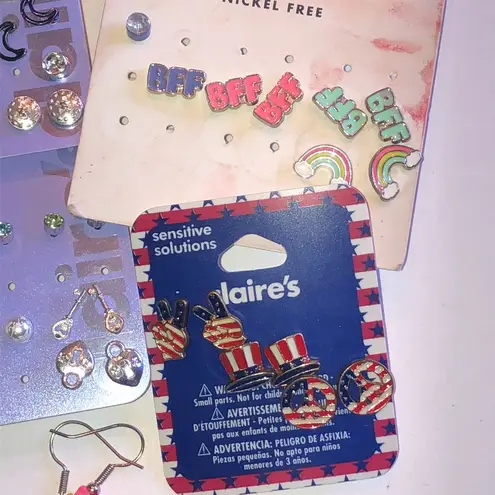 NICKEL FREE
BFF BFF BFF BFF BFF
sensitive
solutions
laire's
Small parts. Not for
AVERTISSEME
D'ÉTOUFFEMENT - Petites
pas aux enfants de moins
ADVERTENCIA: PELIGRO DE ASFIXIA:
Piezas pequeñas. No apto para niños
menores de 3 años.